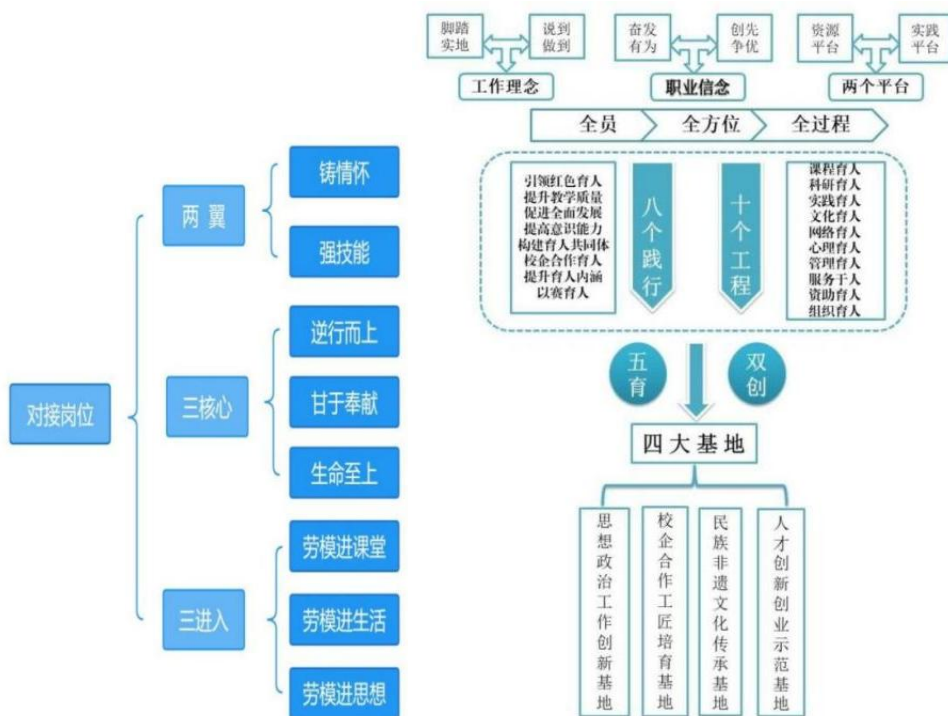 对接岗位
两 翼
铸情怀
强技能
三核心
逆行而上
甘于奉献
生命至上
三进入
劳模进课堂
劳模进生活
劳模进思想
脚踏
实地
说到
做到
工作理念
奋发
有为
创先
争优
职业信念
资源
平台
实践
平台
两个平台
全员
全方位
全过程
引领红色育人
提升教学质量
促进全面发展
提高意识能力
构建育人共同体
校企合作育人
提升育人内涵
以赛育人
八个践行
十个工程
课程育人
科研育人
实践育人
文化育人
网络育人
心理育人
管理育人
服务于人
资助育人
组织育人
五育
双创
四大基地
思想政治工作创新基地
校企合作工匠培育基地
民族非遗文化传承基地
人才创新创业示范基地